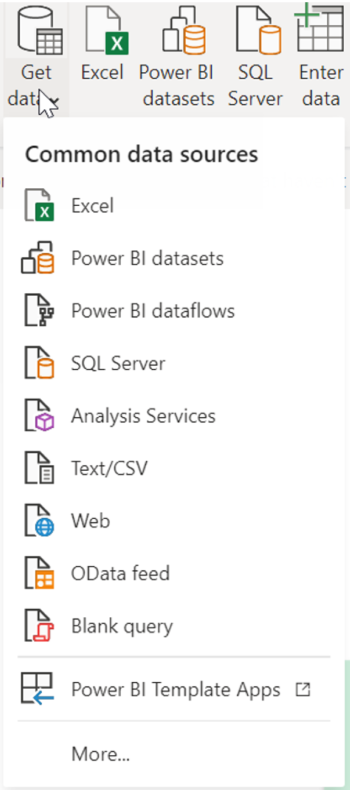 Get Excel Power BI SQL Enter
data datasets Server data
Common data sources
Excel
Power BI datasets
Power BI dataflows
SQL Server
Analysis Services
Text/CSV
Web
OData feed
Blank query
Power BI Template Apps
More...